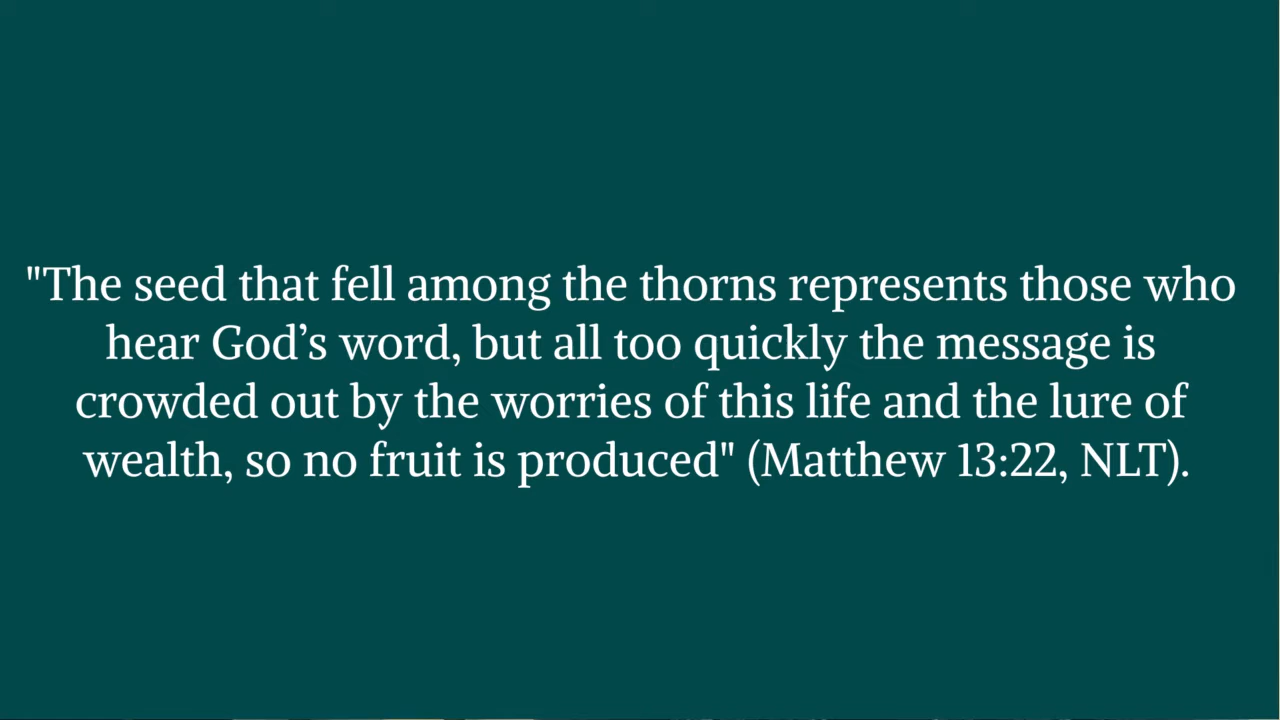 "The seed that fell among the thorns represents those who
hear God’s word, but all too quickly the message is
crowded out by the worries of this life and the lure of
wealth, so no fruit is produced" (Matthew 13:22, NLT).